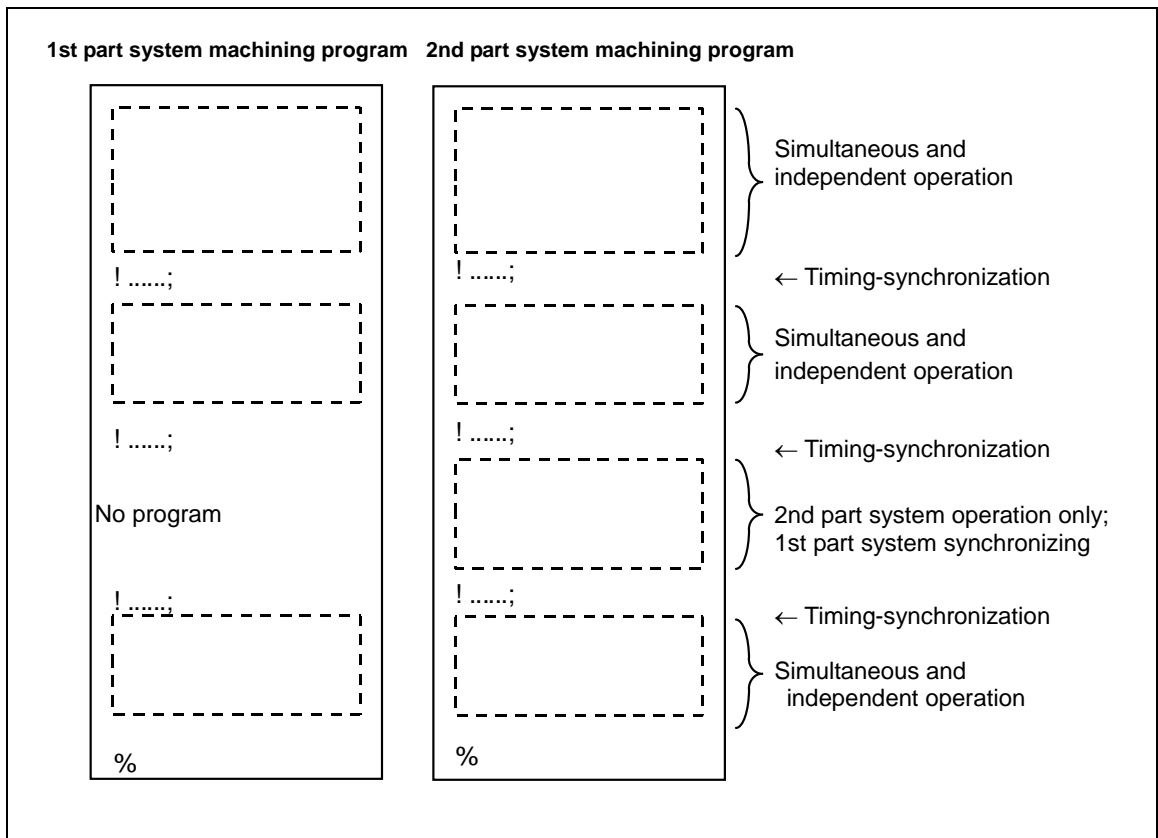 1st part system machining program 2nd part system machining program
Simultaneous and
independent operation
! ......; ! ......; ← Timing-synchronization
Simultaneous and
independent operation
! ......; ! ......; ← Timing-synchronization
No program 2nd part system operation only;
1st part system synchronizing
! ......; ! ......; ← Timing-synchronization
Simultaneous and
independent operation
% %